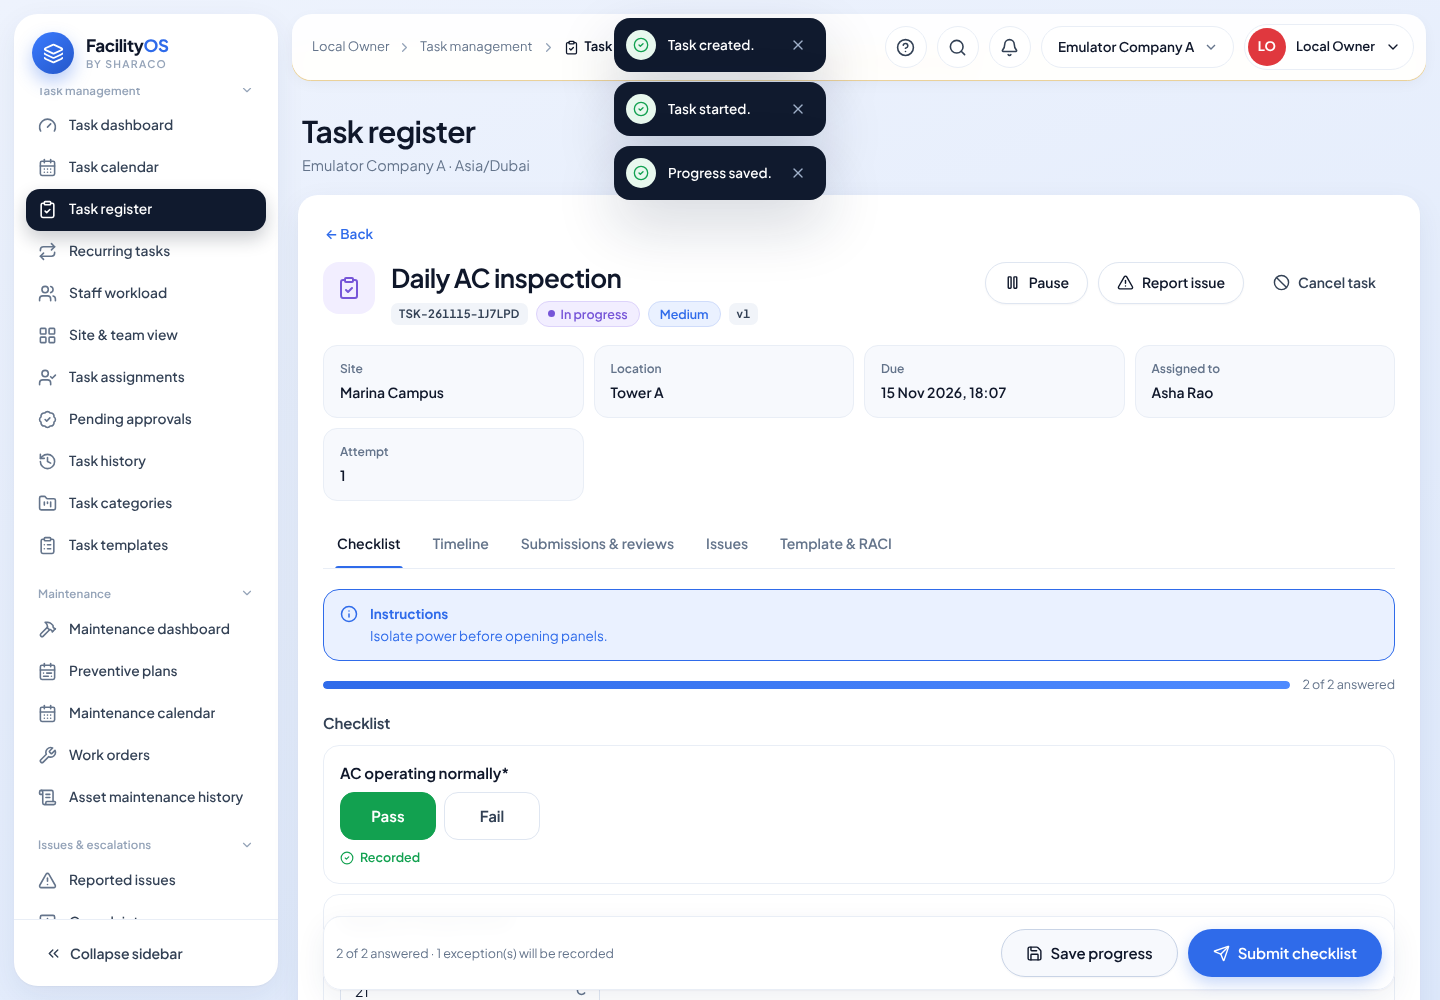 FacilityOS
BY SHARACO
Task management
Task dashboard
Task calendar
Task register
Recurring tasks
Staff workload
Site & team view
Task assignments
Pending approvals
Task history
Task categories
Task templates
Maintenance
Maintenance dashboard
Preventive plans
Maintenance calendar
Work orders
Asset maintenance history
Issues & escalations
Reported issues
Collapse sidebar
Local Owner
Task management
Task
Task created.
Task started.
Progress saved.
Emulator Company A
LO
Local Owner
Task register
Emulator Company A · Asia/Dubai
← Back
Daily AC inspection
TSK-261115-1J7LPD
In progress
Medium
v1
Pause
Report issue
Cancel task
Site
Marina Campus
Location
Tower A
Due
15 Nov 2026, 18:07
Assigned to
Asha Rao
Attempt
1
Checklist
Timeline
Submissions & reviews
Issues
Template & RACI
Instructions
Isolate power before opening panels.
2 of 2 answered
Checklist
AC operating normally*
Pass
Fail
Recorded
2 of 2 answered · 1 exception(s) will be recorded
Save progress
Submit checklist
21
C